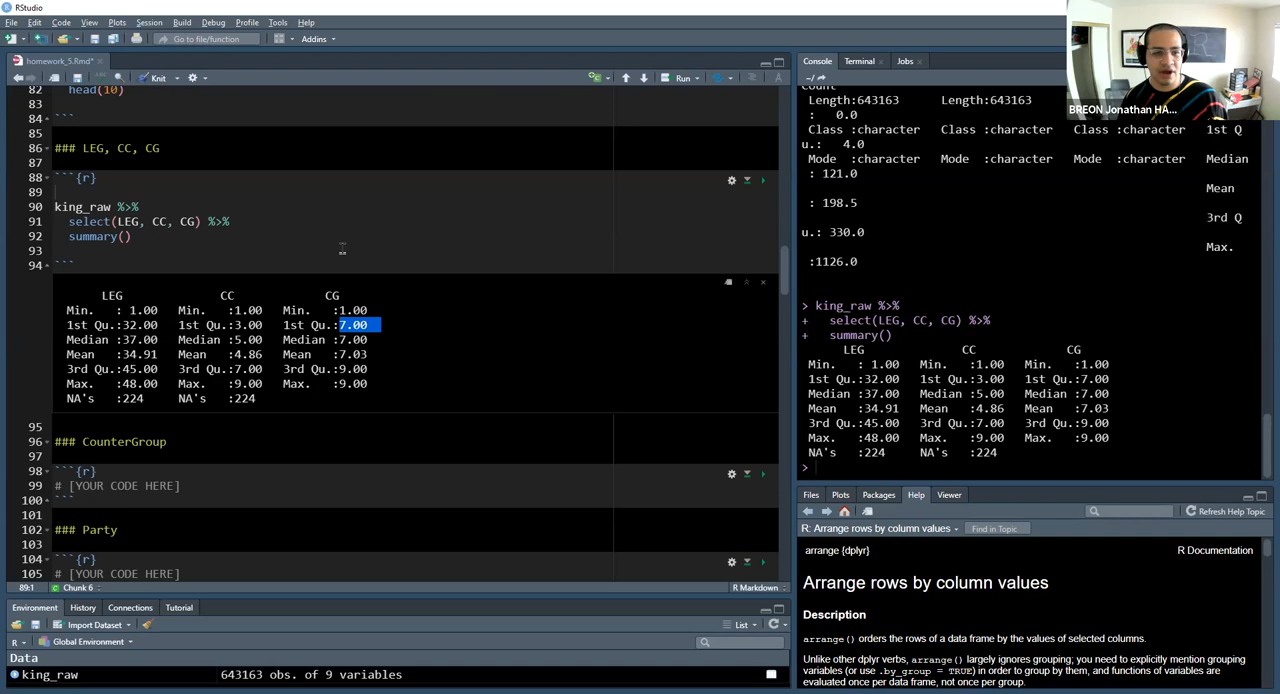 RStudio
File Edit Code View Plots Session Build Debug Profile Tools Help
Go to file/function
Addins
homework_5.Rmd*
Knit
Run
82 head(10)
83
84 ```
85
86 ### LEG, CC, CG
87
88 ```{r}
89
90 king_raw %>%
91 select(LEG, CC, CG) %>%
92 summary()
93
94 ```
LEG CC CG
Min. : 1.00 Min. :1.00 Min. :1.00
1st Qu.:32.00 1st Qu.:3.00 1st Qu.:7.00
Median :37.00 Median :5.00 Median :7.00
Mean :34.91 Mean :4.86 Mean :7.03
3rd Qu.:45.00 3rd Qu.:7.00 3rd Qu.:9.00
Max. :48.00 Max. :9.00 Max. :9.00
NA's :224 NA's :224
95
96 ### CounterGroup
97
98 ```{r}
99 # [YOUR CODE HERE]
100 ```
101
102 ### Party
103
104 ```{r}
105 # [YOUR CODE HERE]
89:1 Chunk 6 R Markdown
Environment History Connections Tutorial
Import Dataset List
R Global Environment
Data
king_raw 643163 obs. of 9 variables
Console Terminal Jobs
~/
Count
Length:643163 Length:643163
: 0.0
Class :character Class :character Class :character 1st Q
u.: 4.0
Mode :character Mode :character Mode :character Median
: 121.0
Mean
: 198.5
3rd Q
u.: 330.0
Max.
:1126.0
> king_raw %>%
+ select(LEG, CC, CG) %>%
+ summary()
LEG CC CG
Min. : 1.00 Min. :1.00 Min. :1.00
1st Qu.:32.00 1st Qu.:3.00 1st Qu.:7.00
Median :37.00 Median :5.00 Median :7.00
Mean :34.91 Mean :4.86 Mean :7.03
3rd Qu.:45.00 3rd Qu.:7.00 3rd Qu.:9.00
Max. :48.00 Max. :9.00 Max. :9.00
NA's :224 NA's :224
>
BREON Jonathan HA...
Files Plots Packages Help Viewer
Refresh Help Topic
R: Arrange rows by column values Find in Topic
arrange {dplyr} R Documentation
Arrange rows by column values
Description
arrange() orders the rows of a data frame by the values of selected columns.
Unlike other dplyr verbs, arrange() largely ignores grouping; you need to explicitly mention grouping
variables (or use .by_group = TRUE) in order to group by them, and functions of variables are
evaluated once per data frame, not once per group.